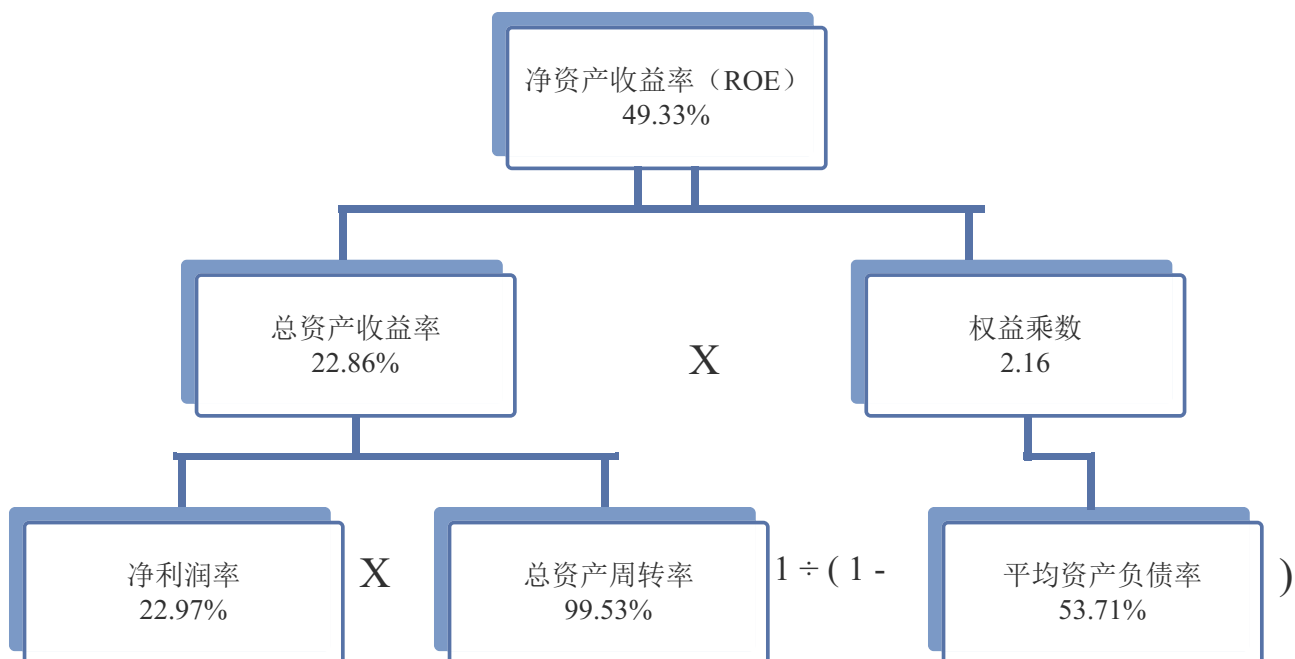 净资产收益率（ROE）
49.33%
总资产收益率
22.86%
X
权益乘数
2.16
净利润率
22.97%
X
总资产周转率
99.53%
1 ÷ ( 1 -
平均资产负债率
53.71%
)